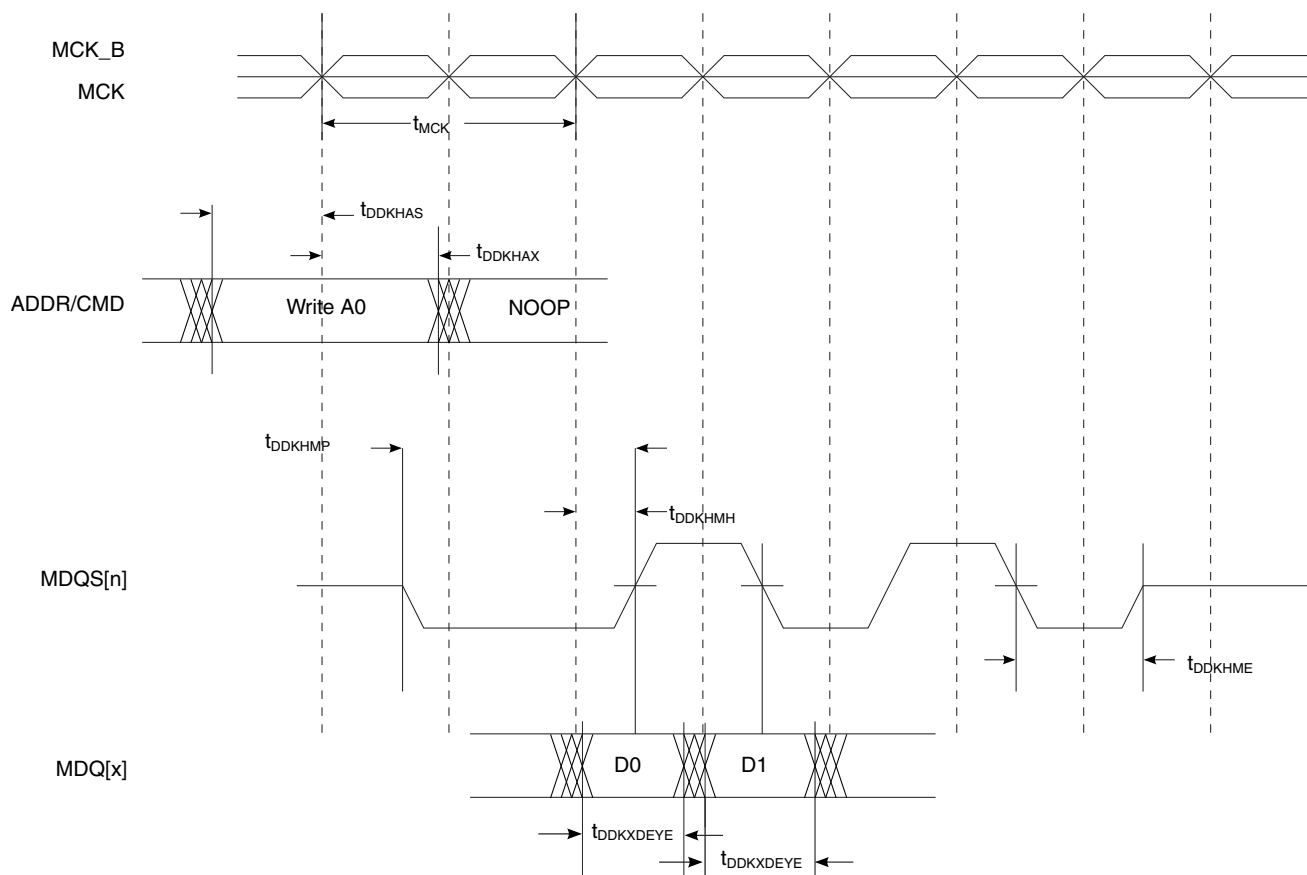 MCK_B
MCK
tMCK
tDDKHAS
tDDKHAX
ADDR/CMD
Write A0
NOOP
tDDKHMP
tDDKHMH
MDQS[n]
tDDKHME
MDQ[x]
D0
D1
tDDKXDEYE
tDDKXDEYE